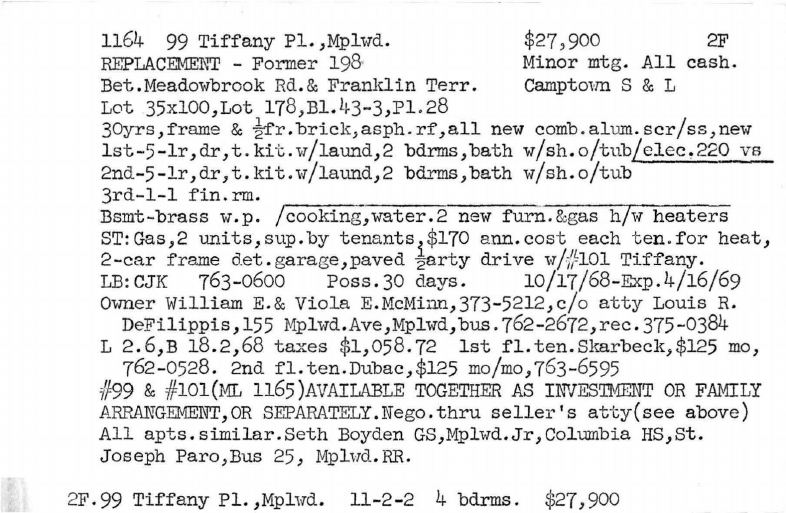 1164  99 Tiffany Pl.,Mplwd.  $27,900  2F
REPLACEMENT - Former 198  Minor mtg. All cash.
Bet.Meadowbrook Rd.& Franklin Terr.  Camptown S & L
Lot 35x100,Lot 178,Bl.43-3,Pl.28
30yrs,frame & ½fr.brick,asph.rf,all new comb.alum.scr/ss,new
1st-5-lr,dr,t.kit.w/laund,2 bdrms,bath w/sh.o/tub/elec.220 vs
2nd-5-lr,dr,t.kit.w/laund,2 bdrms,bath w/sh.o/tub
3rd-1-1 fin.rm.
Bsmt-brass w.p. /cooking,water.2 new furn.&gas h/w heaters
ST:Gas,2 units,sup.by tenants,$170 ann.cost each ten.for heat,
2-car frame det.garage,paved ½arty drive w/#101 Tiffany.
LB:CJK  763-0600  Poss.30 days.  10/17/68-Exp.4/16/69
Owner William E.& Viola E.McMinn,373-5212,c/o atty Louis R.
DeFilippis,155 Mplwd.Ave,Mplwd,bus.762-2672,rec.375-0384
L 2.6,B 18.2,68 taxes $1,058.72  1st fl.ten.Skarbeck,$125 mo,
762-0528. 2nd fl.ten.Dubac,$125 mo/mo,763-6595
#99 & #101(ML 1165)AVAILABLE TOGETHER AS INVESTMENT OR FAMILY
ARRANGEMENT,OR SEPARATELY.Nego.thru seller's atty(see above)
All apts.similar.Seth Boyden GS,Mplwd.Jr,Columbia HS,St.
Joseph Paro,Bus 25, Mplwd.RR.
2F.99 Tiffany Pl.,Mplwd.  11-2-2  4 bdrms.  $27,900